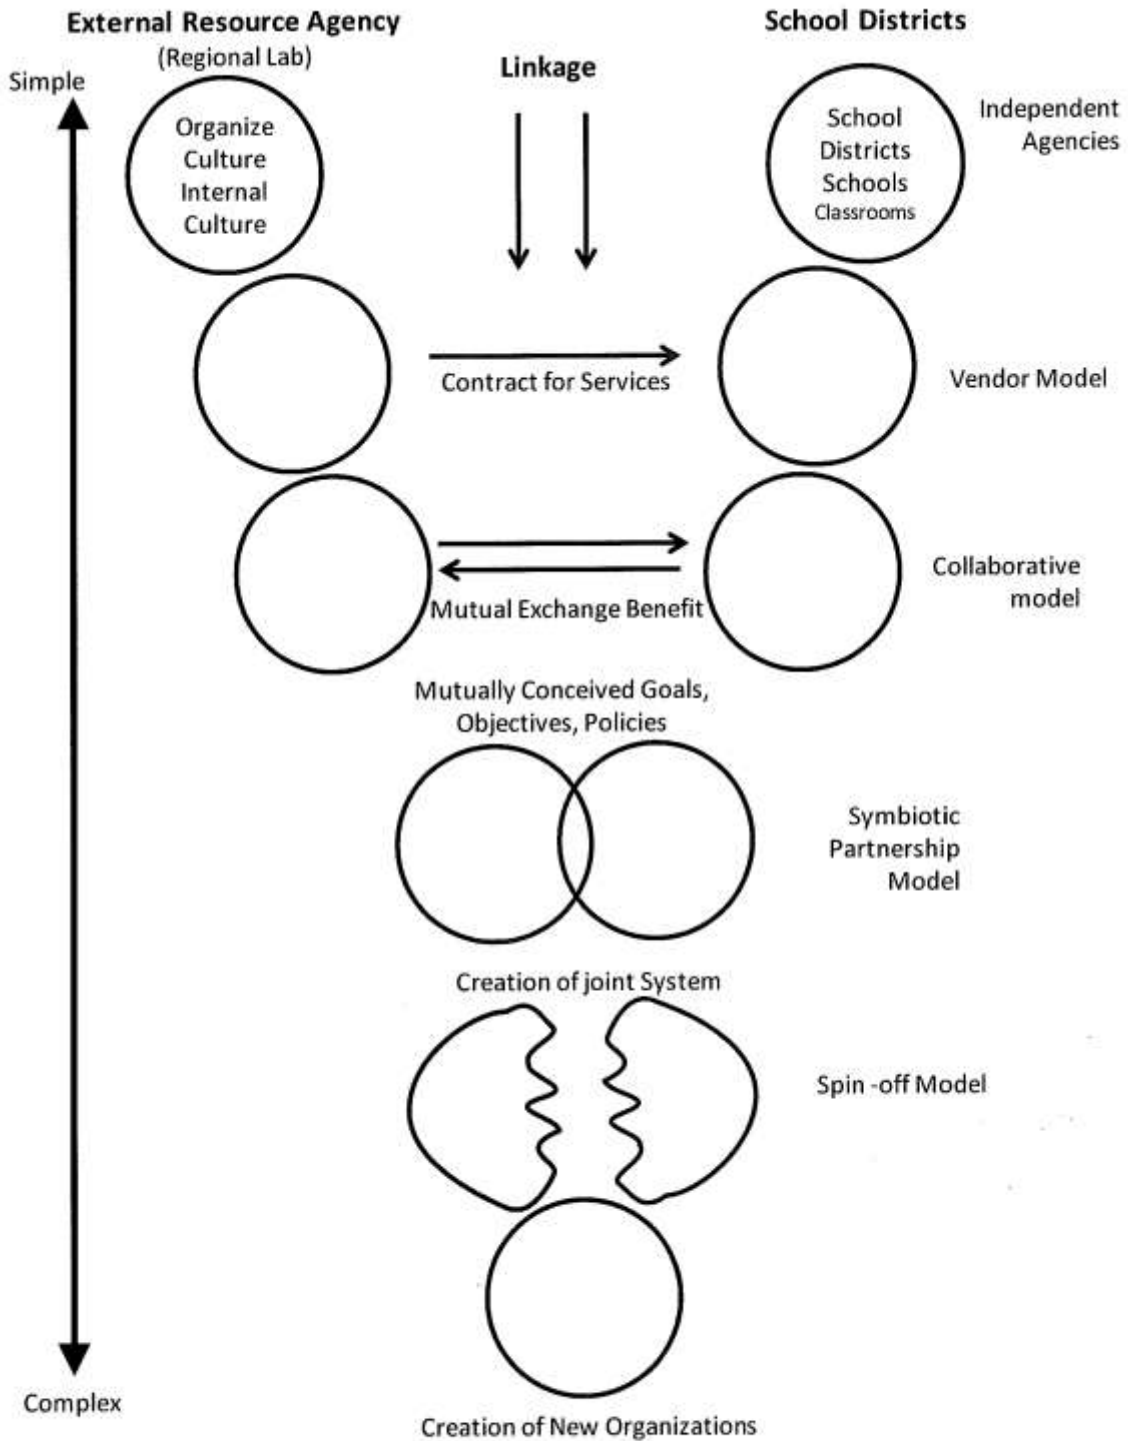 External Resource Agency
(Regional Lab)
School Districts
Linkage
Simple
Organize
Culture
Internal
Culture
School
Districts
Schools
Classrooms
Independent
Agencies
Contract for Services
Vendor Model
Mutual Exchange Benefit
Collaborative
model
Mutually Conceived Goals,
Objectives, Policies
Symbiotic
Partnership
Model
Creation of joint System
Spin -off Model
Complex
Creation of New Organizations